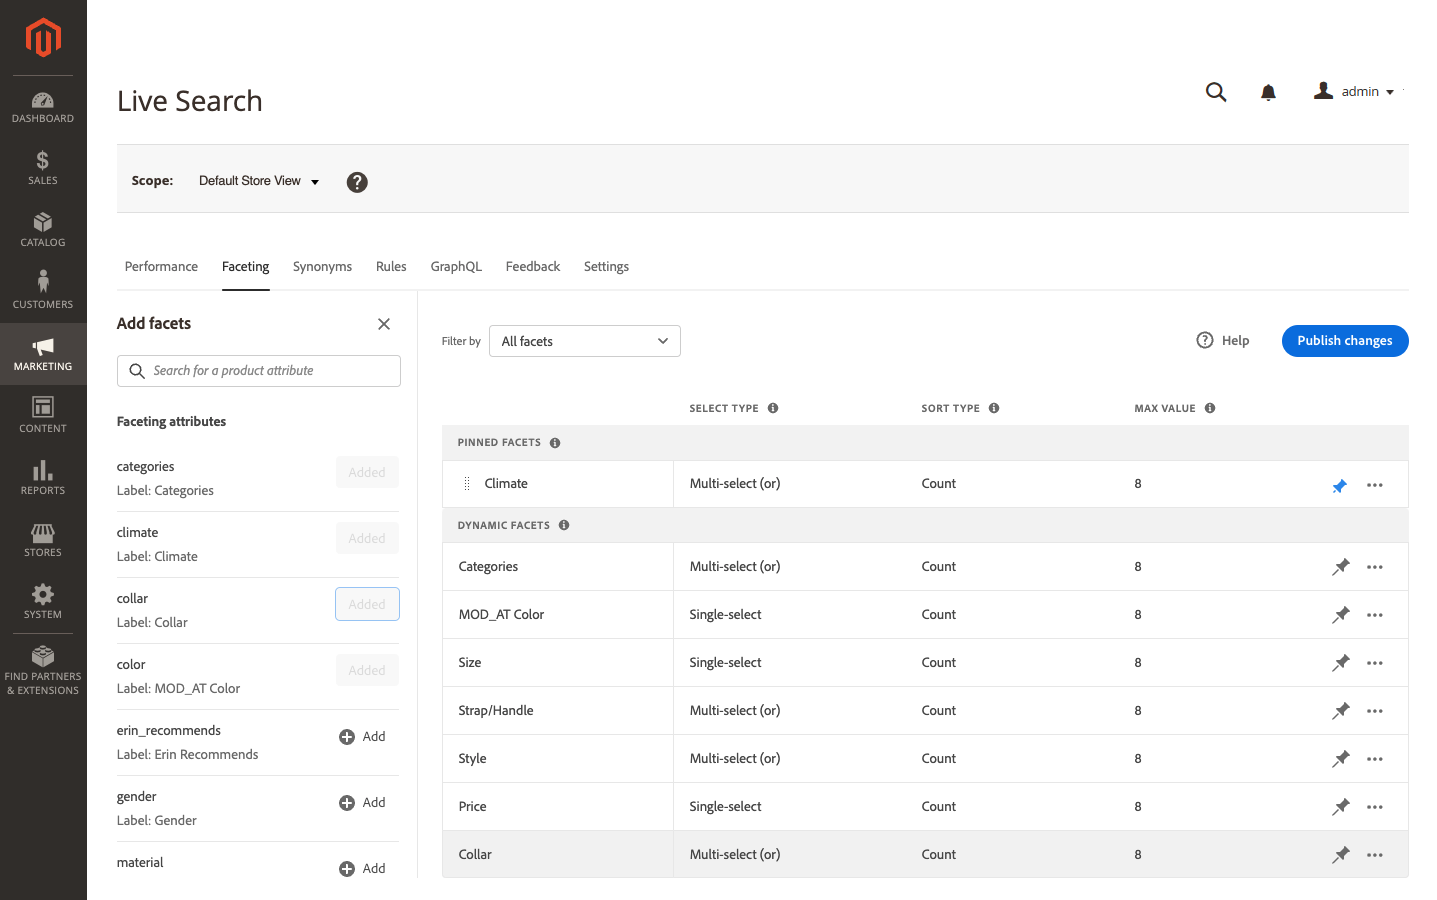 Live Search
admin
Scope: Default Store View
Performance Faceting Synonyms Rules GraphQL Feedback Settings
DASHBOARD
SALES
CATALOG
CUSTOMERS
MARKETING
CONTENT
REPORTS
STORES
SYSTEM
FIND PARTNERS
& EXTENSIONS
Add facets
Search for a product attribute
Faceting attributes
categories
Label: Categories
Added
climate
Label: Climate
Added
collar
Label: Collar
Added
color
Label: MOD_AT Color
Added
erin_recommends
Label: Erin Recommends
Add
gender
Label: Gender
Add
material
Add
Filter by All facets
Help
Publish changes
SELECT TYPE SORT TYPE MAX VALUE
PINNED FACETS
Climate Multi-select (or) Count 8
DYNAMIC FACETS
Categories Multi-select (or) Count 8
MOD_AT Color Single-select Count 8
Size Single-select Count 8
Strap/Handle Multi-select (or) Count 8
Style Multi-select (or) Count 8
Price Single-select Count 8
Collar Multi-select (or) Count 8